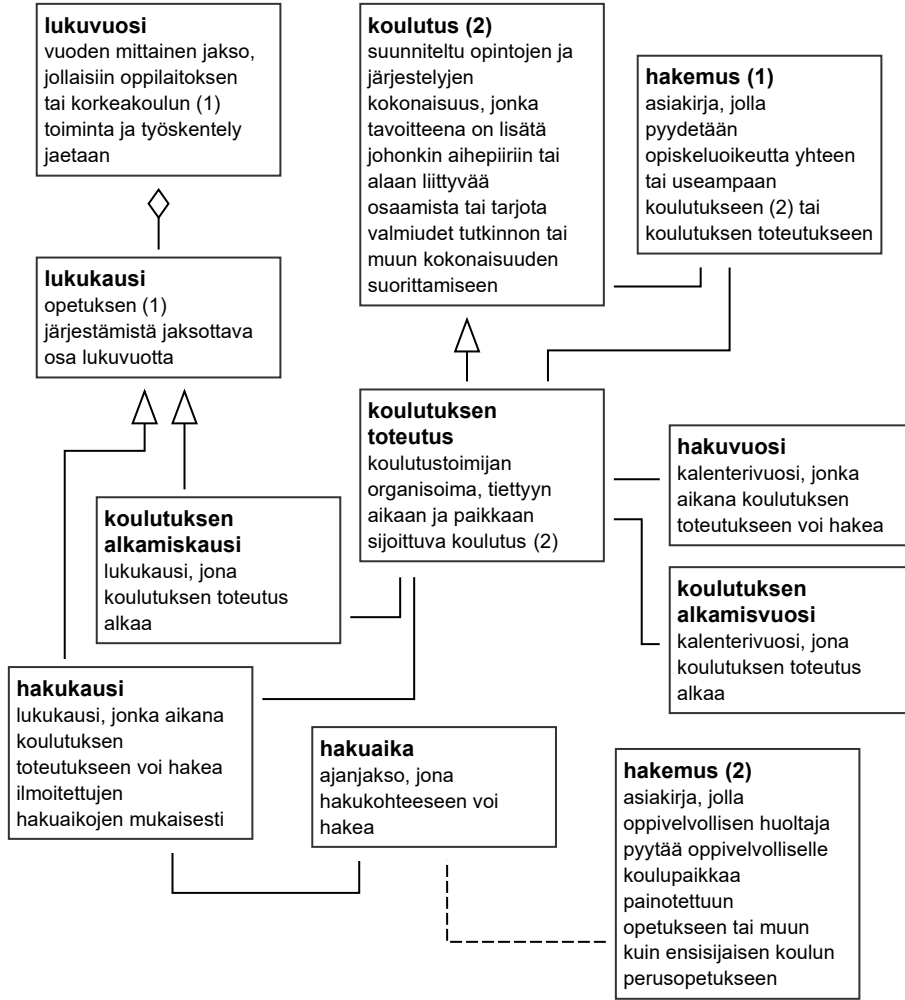 lukuvuosi
vuoden mittainen jakso,
jollaisiin oppilaitoksen
tai korkeakoulun (1)
toiminta ja työskentely
jaetaan
koulutus (2)
suunniteltu opintojen ja
järjestelyjen
kokonaisuus, jonka
tavoitteena on lisätä
johonkin aihepiiriin tai
alaan liittyvää
osaamista tai tarjota
valmiudet tutkinnon tai
muun kokonaisuuden
suorittamiseen
hakemus (1)
asiakirja, jolla
pyydetään
opiskeluoikeutta yhteen
tai useampaan
koulutukseen (2) tai
koulutuksen toteutukseen
lukukausi
opetuksen (1)
järjestämistä jaksottava
osa lukuvuotta
koulutuksen
toteutus
koulutustoimijan
organisoima, tiettyyn
aikaan ja paikkaan
sijoittuva koulutus (2)
hakuvuosi
kalenterivuosi, jonka
aikana koulutuksen
toteutukseen voi hakea
koulutuksen
alkamiskausi
lukukausi, jona
koulutuksen toteutus
alkaa
koulutuksen
alkamisvuosi
kalenterivuosi, jona
koulutuksen toteutus
alkaa
hakukausi
lukukausi, jonka aikana
koulutuksen
toteutukseen voi hakea
ilmoitettujen
hakuaikojen mukaisesti
hakuaika
ajanjakso, jona
hakukohteeseen voi
hakea
hakemus (2)
asiakirja, jolla
oppivelvollisen huoltaja
pyytää oppivelvolliselle
koulupaikkaa
painotettuun
opetukseen tai muun
kuin ensisijaisen koulun
perusopetukseen